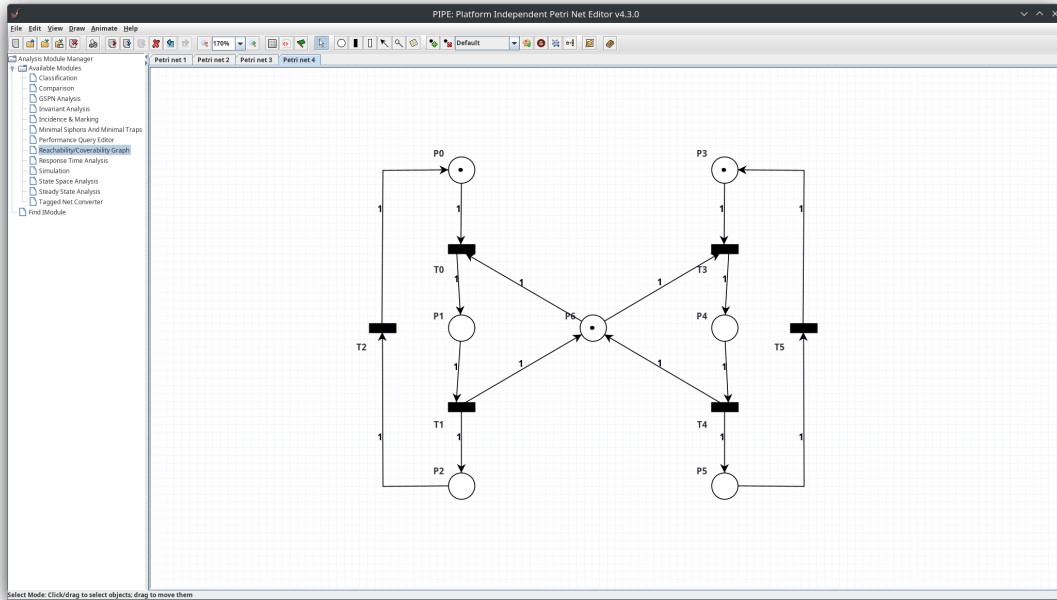 PIPE: Platform Independent Petri Net Editor v4.3.0
File Edit View Draw Animate Help
170% Default
Analysis Module Manager
Available Modules
Classification
Comparison
GSPN Analysis
Invariant Analysis
Incidence & Marking
Minimal Siphons And Minimal Traps
Performance Query Editor
Reachability/Coverability Graph
Response Time Analysis
Simulation
State Space Analysis
Steady State Analysis
Tagged Net Converter
Find IModule
Petri net 1 Petri net 2 Petri net 3 Petri net 4
P0 P3
1 1 1 1
T0 T3
1 1 1 1
P1 P6 P4
T2 T5
1 1 1 1
T1 T4
1 1 1 1
P2 P5
Select Mode: Click/drag to select objects; drag to move them